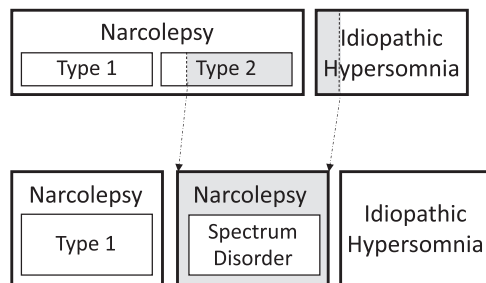 Narcolepsy
Type 1
Type 2
Idiopathic
Hypersomnia
Narcolepsy
Type 1
Narcolepsy
Spectrum
Disorder
Idiopathic
Hypersomnia